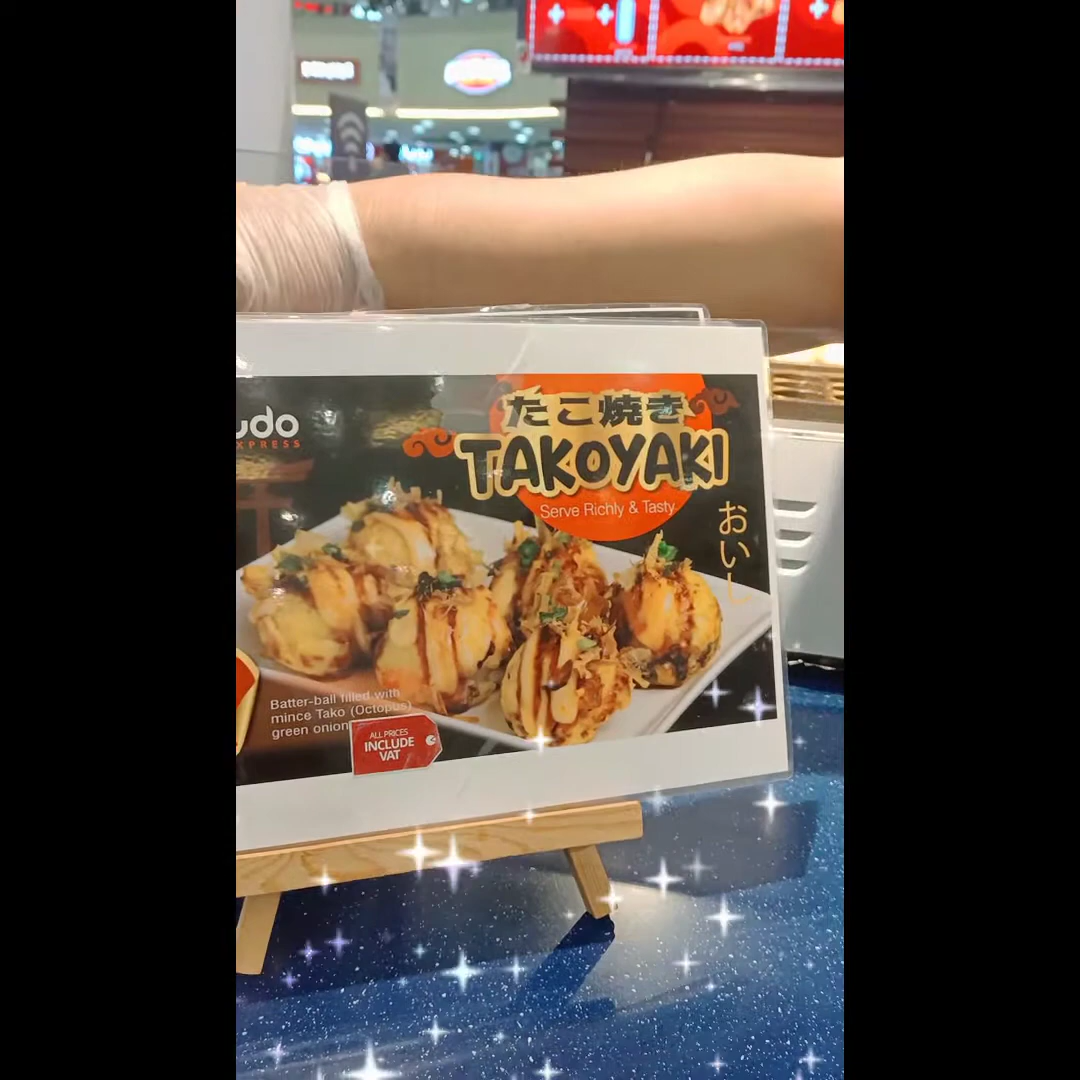 udo
XPRESS
たこ焼き
TAKOYAKI
Serve Richly & Tasty
おいし
Batter-ball filled with
mince Tako (Octopus)
green onion
ALL PRICES
INCLUDE
VAT